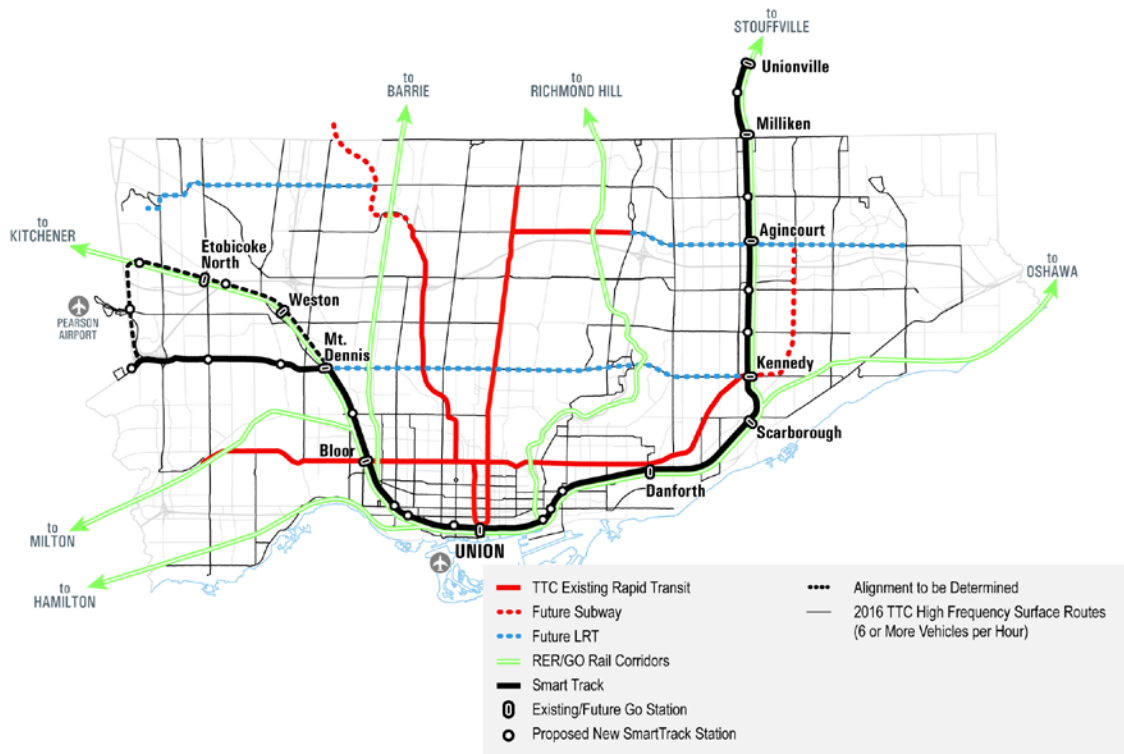 to
STOUFFVILLE
Unionville
to
BARRIE
to
RICHMOND HILL
Milliken
to
KITCHENER
Etobicoke
North
Agincourt
to
OSHAWA
PEARSON
AIRPORT
Weston
Mt.
Dennis
Kennedy
Scarborough
Bloor
Danforth
to
MILTON
UNION
to
HAMILTON
TTC Existing Rapid Transit
Future Subway
Future LRT
RER/GO Rail Corridors
Smart Track
Existing/Future Go Station
Proposed New SmartTrack Station
Alignment to be Determined
2016 TTC High Frequency Surface Routes
(6 or More Vehicles per Hour)